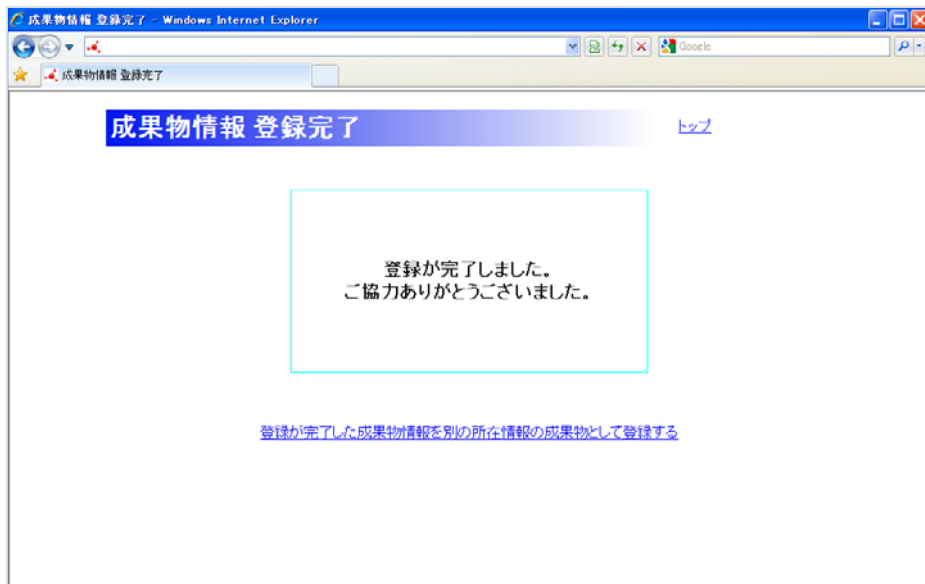 成果物情報 登録完了 - Windows Internet Explorer
Google
成果物情報 登録完了
成果物情報 登録完了
トップ
登録が完了しました。
ご協力ありがとうございました。
登録が完了した成果物情報を別の所在情報の成果物として登録する